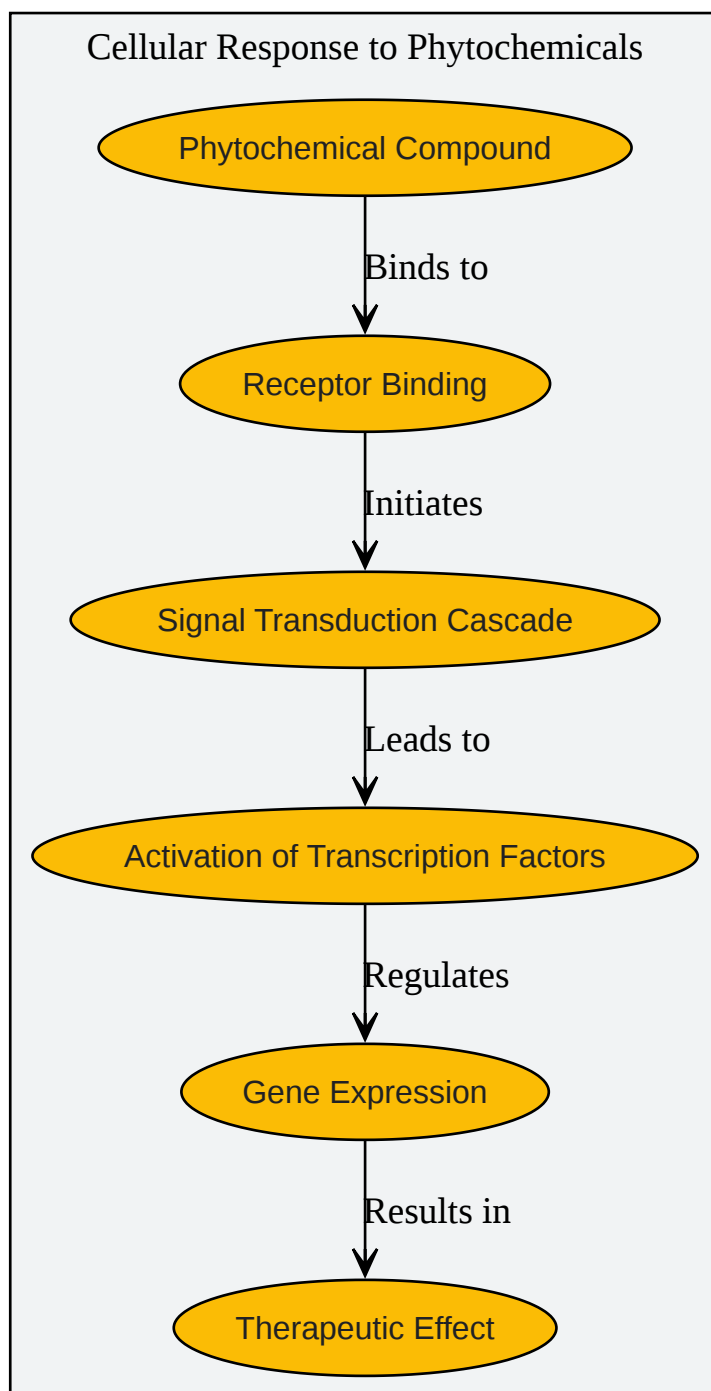 Cellular Response to Phytochemicals
Phytochemical Compound
Binds to
Receptor Binding
Initiates
Signal Transduction Cascade
Leads to
Activation of Transcription Factors
Regulates
Gene Expression
Results in
Therapeutic Effect